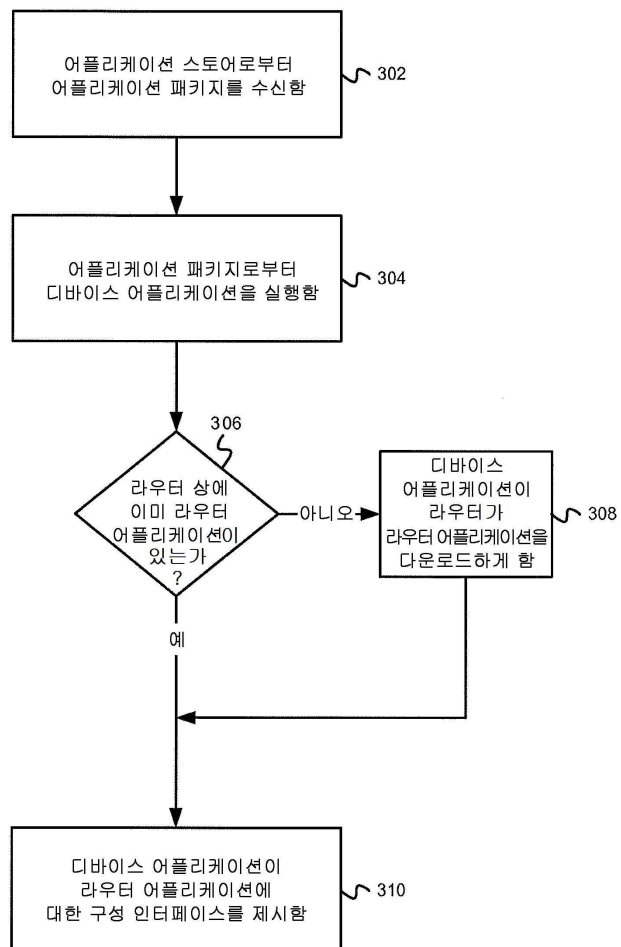 어플리케이션 스토어로부터
어플리케이션 패키지를 수신함
302
어플리케이션 패키지로부터
디바이스 어플리케이션을 실행함
304
306
라우터 상에
이미 라우터
어플리케이션이
있는가
?
아니오
디바이스
어플리케이션이
라우터가
라우터 어플리케이션을
다운로드하게 함
308
예
디바이스 어플리케이션이
라우터 어플리케이션에
대한 구성 인터페이스를 제시함
310